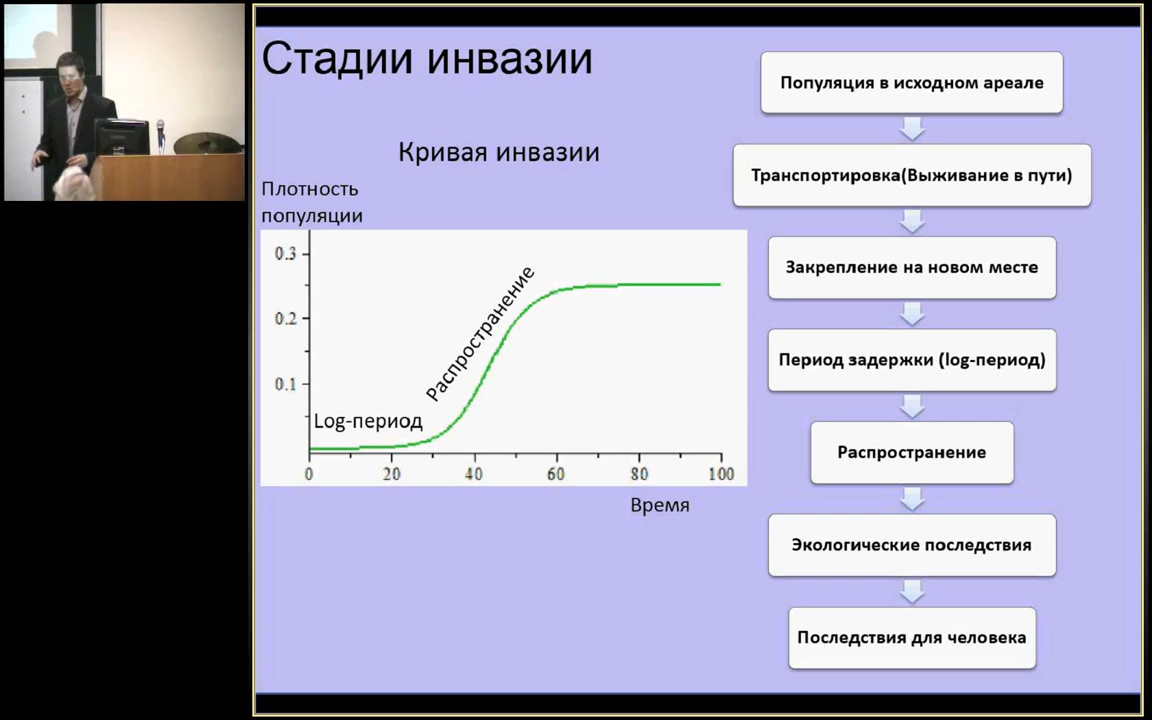 Стадии инвазии
Кривая инвазии
Плотность
популяции
0.3
0.2
0.1
Распространение
Log-период
0 20 40 60 80 100
Время
Популяция в исходном ареале
Транспортировка(Выживание в пути)
Закрепление на новом месте
Период задержки (log-период)
Распространение
Экологические последствия
Последствия для человека